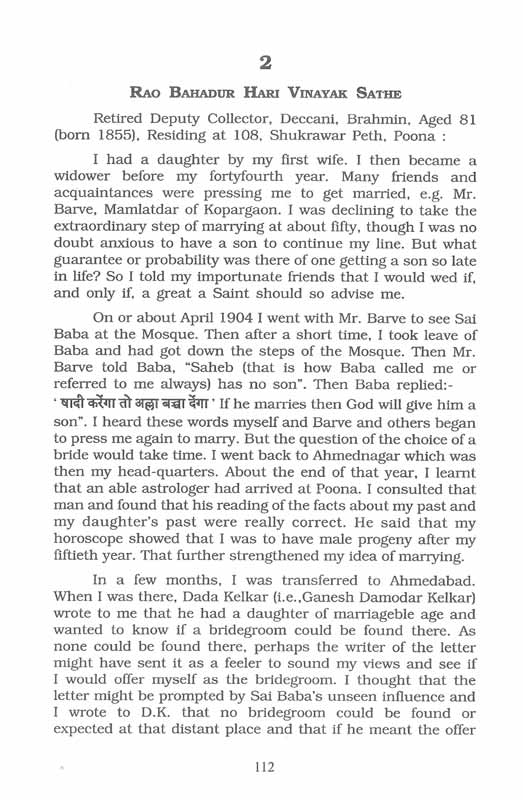 2
RAO BAHADUR HARI VINAYAK SATHE
Retired Deputy Collector, Deccani, Brahmin, Aged 81
(born 1855), Residing at 108, Shukrawar Peth, Poona :
I had a daughter by my first wife. I then became a
widower before my fortyfourth year. Many friends and
acquaintances were pressing me to get married, e.g. Mr.
Barve, Mamlatdar of Kopargaon. I was declining to take the
extraordinary step of marrying at about fifty, though I was no
doubt anxious to have a son to continue my line. But what
guarantee or probability was there of one getting a son so late
in life? So I told my importunate friends that I would wed if,
and only if, a great a Saint should so advise me.
On or about April 1904 I went with Mr. Barve to see Sai
Baba at the Mosque. Then after a short time, I took leave of
Baba and had got down the steps of the Mosque. Then Mr.
Barve told Baba, "Saheb (that is how Baba called me or
referred to me always) has no son". Then Baba replied:-
' षादी करेंगा तो अल्ला बच्चा देंगा ' If he marries then God will give him a
son". I heard these words myself and Barve and others began
to press me again to marry. But the question of the choice of a
bride would take time. I went back to Ahmednagar which was
then my head-quarters. About the end of that year, I learnt
that an able astrologer had arrived at Poona. I consulted that
man and found that his reading of the facts about my past and
my daughter's past were really correct. He said that my
horoscope showed that I was to have male progeny after my
fiftieth year. That further strengthened my idea of marrying.
In a few months, I was transferred to Ahmedabad.
When I was there, Dada Kelkar (i.e.,Ganesh Damodar Kelkar)
wrote to me that he had a daughter of marriageble age and
wanted to know if a bridegroom could be found there. As
none could be found there, perhaps the writer of the letter
might have sent it as a feeler to sound my views and see if
I would offer myself as the bridegroom. I thought that the
letter might be prompted by Sai Baba's unseen influence and
I wrote to D.K. that no bridegroom could be found or
expected at that distant place and that if he meant the offer
112